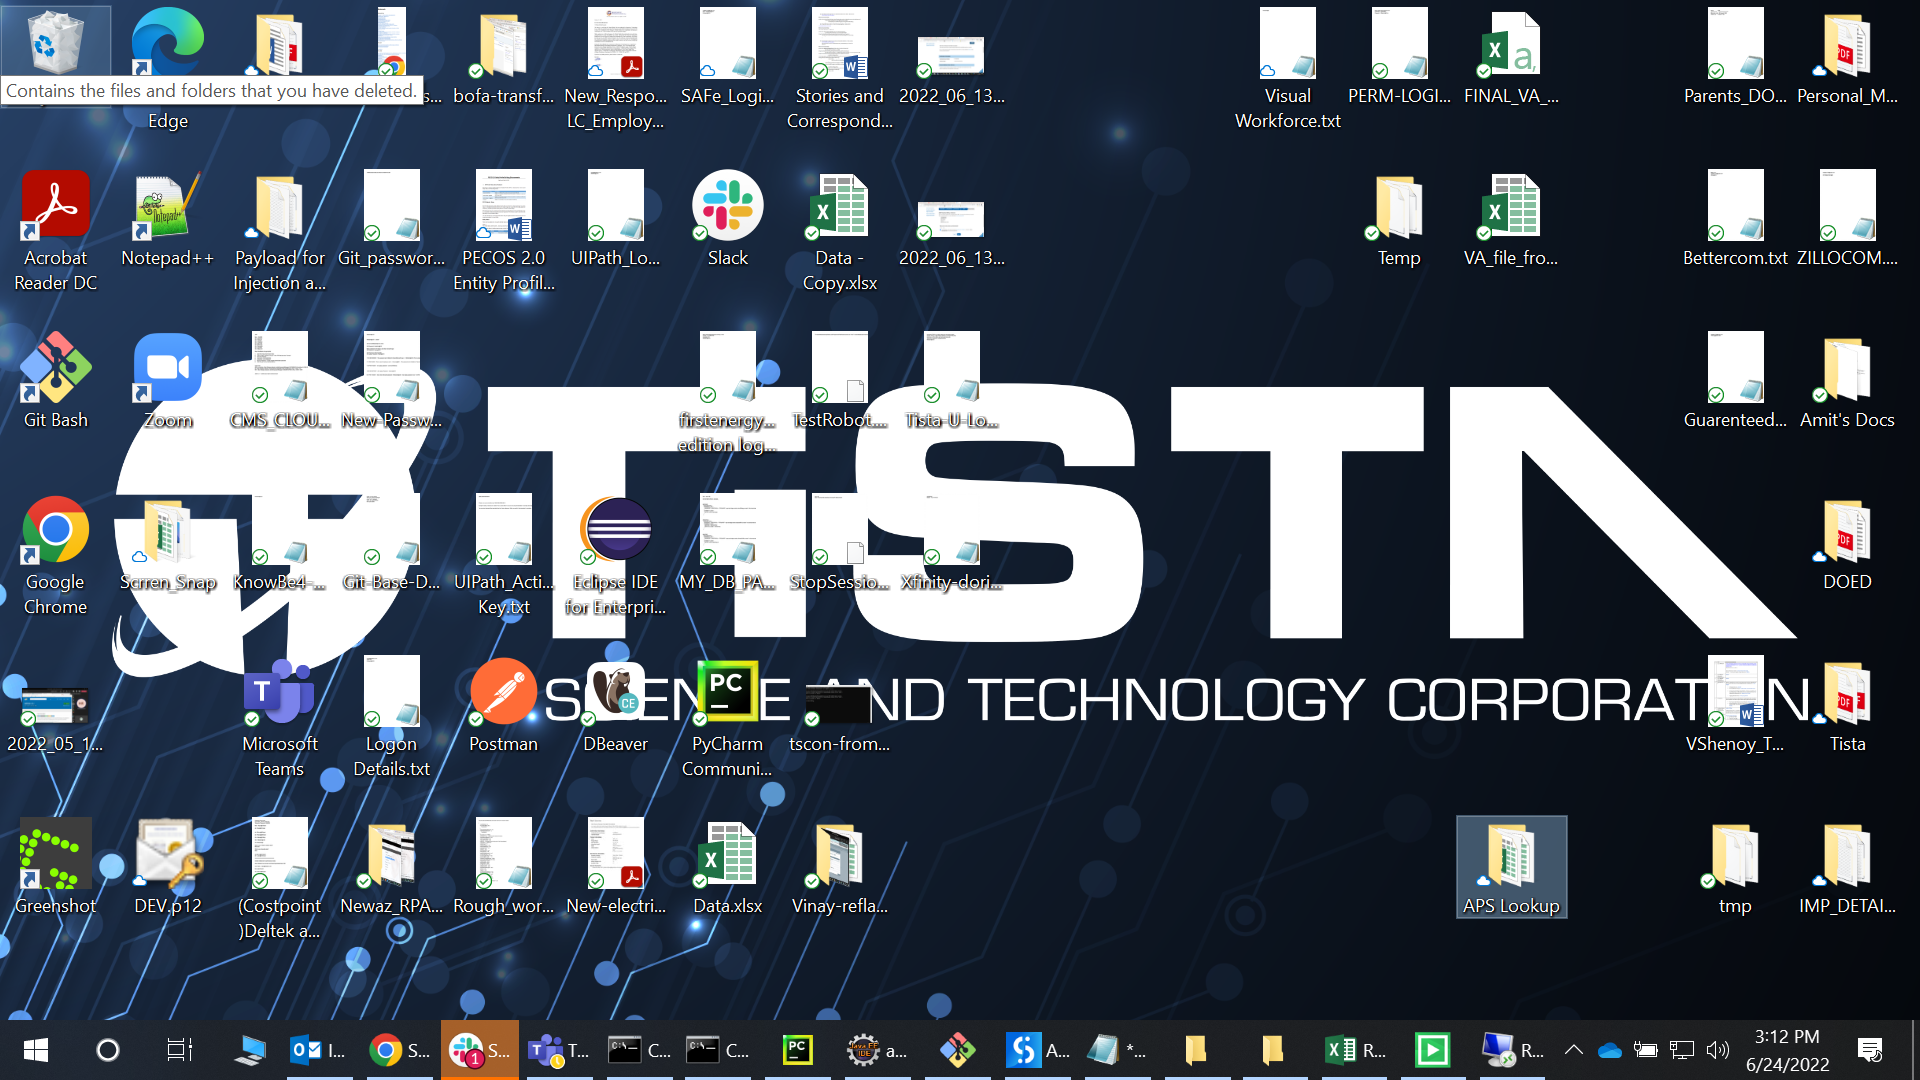 Contains the files and folders that you have deleted.
Edge
bofa-transf...
New_Respo...
LC_Employ...
SAFe_Logi...
Stories and
Correspond...
2022_06_13...
Visual
Workforce.txt
PERM-LOGI...
FINAL_VA_...
Parents_DO...
Personal_M...
Acrobat
Reader DC
Notepad++
Payload for
Injection a...
Git_passwor...
PECOS 2.0
Entity Profil...
UIPath_Lo...
Slack
Data -
Copy.xlsx
2022_06_13...
Temp
VA_file_fro...
Bettercom.txt
ZILLOCOM....
Git Bash
Zoom
CMS_CLOU...
New-Passw...
firstenergy...
edition log...
TestRobot....
Tista-U-Lo...
Guarenteed...
Amit's Docs
TiSTA
SCIENCE AND TECHNOLOGY CORPORATION
Google
Chrome
Scrren_Snap
KnowBe4-...
Git-Base-D...
UIPath_Acti...
Key.txt
Eclipse IDE
for Enterpri...
MY_DB_PA...
StopSessio...
Xfinity-dori...
DOED
2022_05_1...
Microsoft
Teams
Logon
Details.txt
Postman
DBeaver
PyCharm
Communi...
tscon-from...
VShenoy_T...
Tista
Greenshot
DEV.p12
(Costpoint
)Deltek a...
Newaz_RPA...
Rough_wor...
New-electri...
Data.xlsx
Vinay-refla...
APS Lookup
tmp
IMP_DETAI...
I...
S...
1
S...
T...
C...
C...
a...
A...
*...
R...
R...
3:12 PM
6/24/2022